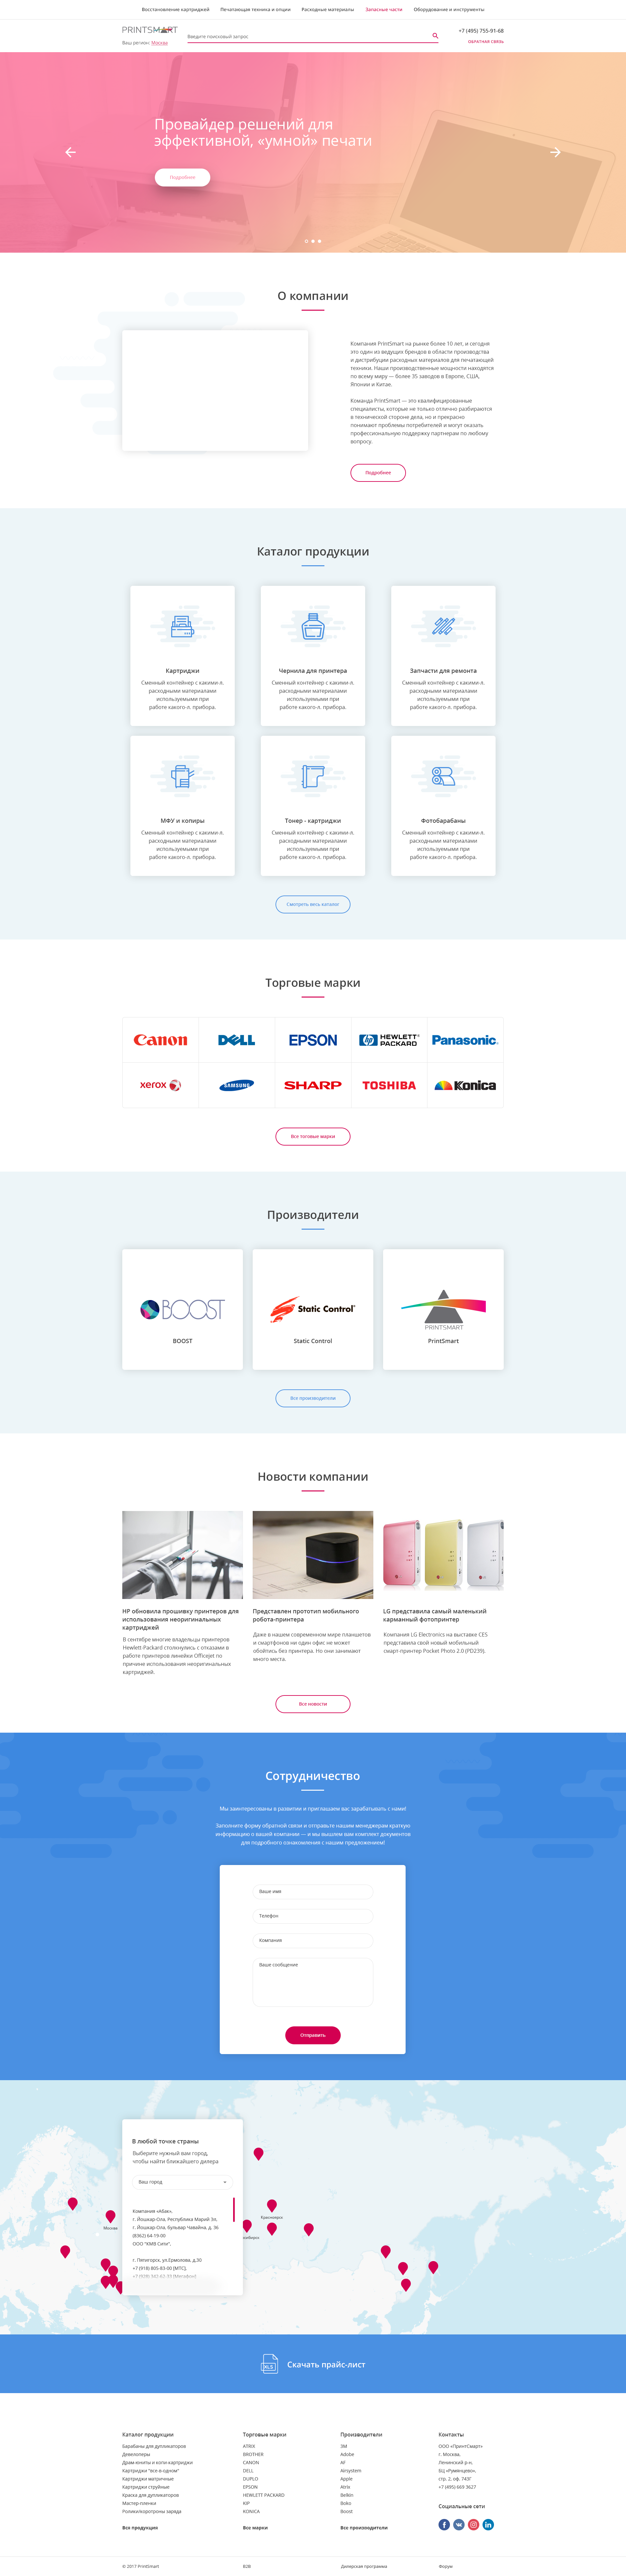 Восстановление картриджей Печатающая техника и опции Расходные материалы Запасные части Оборудование и инструменты
PRINTSMART
Ваш регион: Москва
Введите поисковый запрос
+7 (495) 755-91-68
ОБРАТНАЯ СВЯЗЬ
Провайдер решений для
эффективной, «умной» печати
Подробнее
О компании
Компания PrintSmart на рынке более 10 лет, и сегодня
это один из ведущих брендов в области производства
и дистрибуции расходных материалов для печатающей
техники. Наши производственные мощности находятся
по всему миру — более 35 заводов в Европе, США,
Японии и Китае.
Команда PrintSmart — это квалифицированные
специалисты, которые не только отлично разбираются
в технической стороне дела, но и прекрасно
понимают проблемы потребителей и могут оказать
профессиональную поддержку партнерам по любому
вопросу.
Подробнее
Каталог продукции
Картриджи
Сменный контейнер с какими-л.
расходными материалами
используемыми при
работе какого-л. прибора.
Чернила для принтера
Сменный контейнер с какими-л.
расходными материалами
используемыми при
работе какого-л. прибора.
Запчасти для ремонта
Сменный контейнер с какими-л.
расходными материалами
используемыми при
работе какого-л. прибора.
МФУ и копиры
Сменный контейнер с какими-л.
расходными материалами
используемыми при
работе какого-л. прибора.
Тонер - картриджи
Сменный контейнер с какими-л.
расходными материалами
используемыми при
работе какого-л. прибора.
Фотобарабаны
Сменный контейнер с какими-л.
расходными материалами
используемыми при
работе какого-л. прибора.
Смотреть весь каталог
Торговые марки
Canon DELL EPSON hp HEWLETT PACKARD Panasonic
xerox SAMSUNG SHARP TOSHIBA Konica
Все тоговые марки
Производители
BOOST
BOOST
Static Control
Static Control
PRINTSMART
PrintSmart
Все производители
Новости компании
HP обновила прошивку принтеров для
использования неоригинальных
картриджей
В сентябре многие владельцы принтеров
Hewlett Packard столкнулись с отказами в
работе принтеров линейки Officejet по
причине использования неоригинальных
картриджей.
Представлен прототип мобильного
робота-принтера
Даже в нашем современном мире планшетов
и смартфонов ни один офис не может
обойтись без принтера. Но они занимают
много места.
LG представила самый маленький
карманный фотопринтер
Компания LG Electronics на выставке CES
представила свой новый мобильный
смарт-принтер Pocket Photo 2.0 (PD239).
Все новости
Сотрудничество
Мы заинтересованы в развитии и приглашаем вас зарабатывать с нами!
Заполните форму обратной связи и отправьте нашим менеджерам краткую
информацию о вашей компании — и мы вышлем вам комплект документов
для подробного ознакомления с нашим предложением!
Ваше имя
Телефон
Компания
Ваше сообщение
Отправить
В любой точке страны
Выберите нужный вам город,
чтобы найти ближайшего дилера
Ваш город
Компания «Абак».
г. Йошкар-Ола, Республика Марий Эл,
г. Йошкар-Ола, бульвар Чавайна, д. 36
(8362) 64-19-00
ООО "КМВ Сити".
г. Пятигорск, ул.Ермолова, д.30
+7 (918) 805-83-00 [МТС],
+7 (928) 340-62-33 [Мегафон]
Москва
Красноярск
Скачать прайс-лист
XLS
Каталог продукции
Барабаны для дупликаторов
Девелоперы
Драм-юниты и копи-картриджи
Картриджи "все-в-одном"
Картриджи матричные
Картриджи струйные
Краска для дупликаторов
Мастер-пленки
Ролики/коротроны заряда
Вся продукция
Торговые марки
ATRIX
BROTHER
CANON
DELL
DUPLO
EPSON
HEWLETT PACKARD
KIP
KONICA
Все марки
Производители
3M
Adobe
AF
Airsystem
Apple
Atrix
Belkin
Boko
Boost
Все производители
Контакты
ООО «ПринтСмарт»
г. Москва,
Ленинский р-н,
БЦ «Румянцево»,
стр. 2, оф. 743Г
+7 (495) 669 3627
Социальные сети
© 2017 PrintSmart B2B Дилерская программа Форум